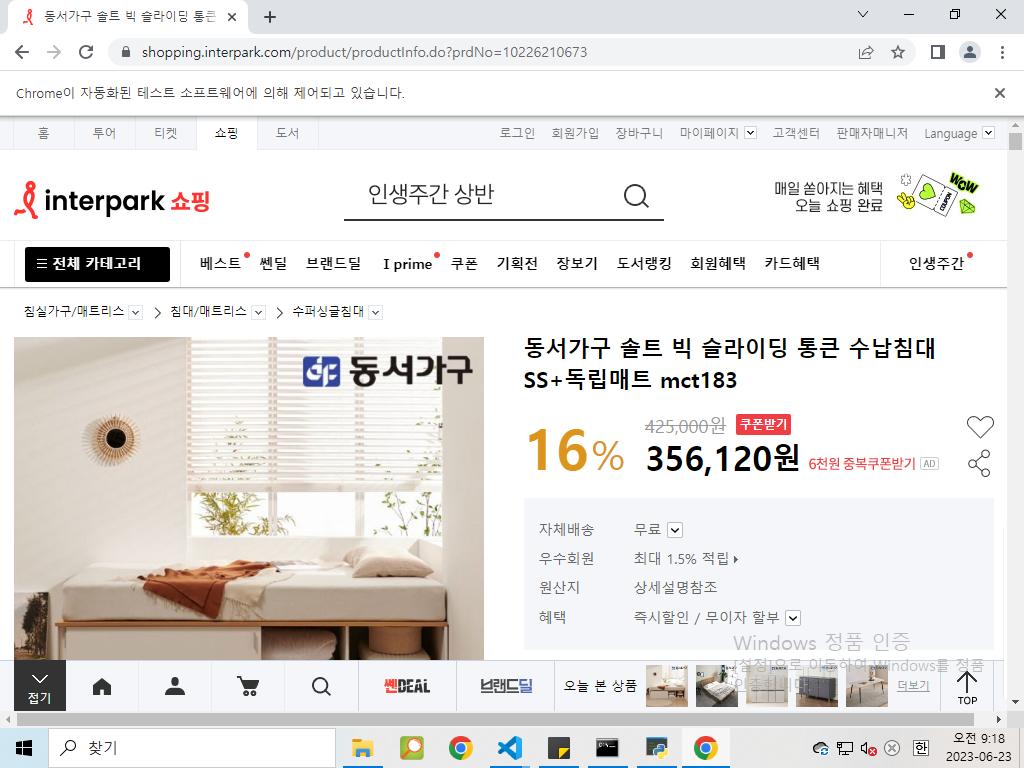 동서가구 솔트 빅 슬라이딩 통큰
shopping.interpark.com/product/productInfo.do?prdNo=10226210673
Chrome이 자동화된 테스트 소프트웨어에 의해 제어되고 있습니다.
홈 투어 티켓 쇼핑 도서 로그인 회원가입 장바구니 마이페이지 고객센터 판매자매니저 Language
interpark 쇼핑
인생주간 상반
매일 쏟아지는 혜택
오늘 쇼핑 완료
WOW
COUPON
전체 카테고리 베스트 쎈딜 브랜드딜 I prime 쿠폰 기획전 장보기 도서랭킹 회원혜택 카드혜택 인생주간
침실가구/매트리스 침대/매트리스 수퍼싱글침대
동서가구
동서가구 솔트 빅 슬라이딩 통큰 수납침대
SS+독립매트 mct183
16%
425,000원 쿠폰받기
356,120원 6천원 중복쿠폰받기 AD
자체배송 무료
우수회원 최대 1.5% 적립
원산지 상세설명참조
혜택 즉시할인 / 무이자 할부
Windows 정품 인증
[설정]으로 이동하여 Windows를 정품
인증합니다.
접기 쎈DEAL 브랜드딜 오늘 본 상품 더보기 TOP
찾기
한
오전 9:18
2023-06-23